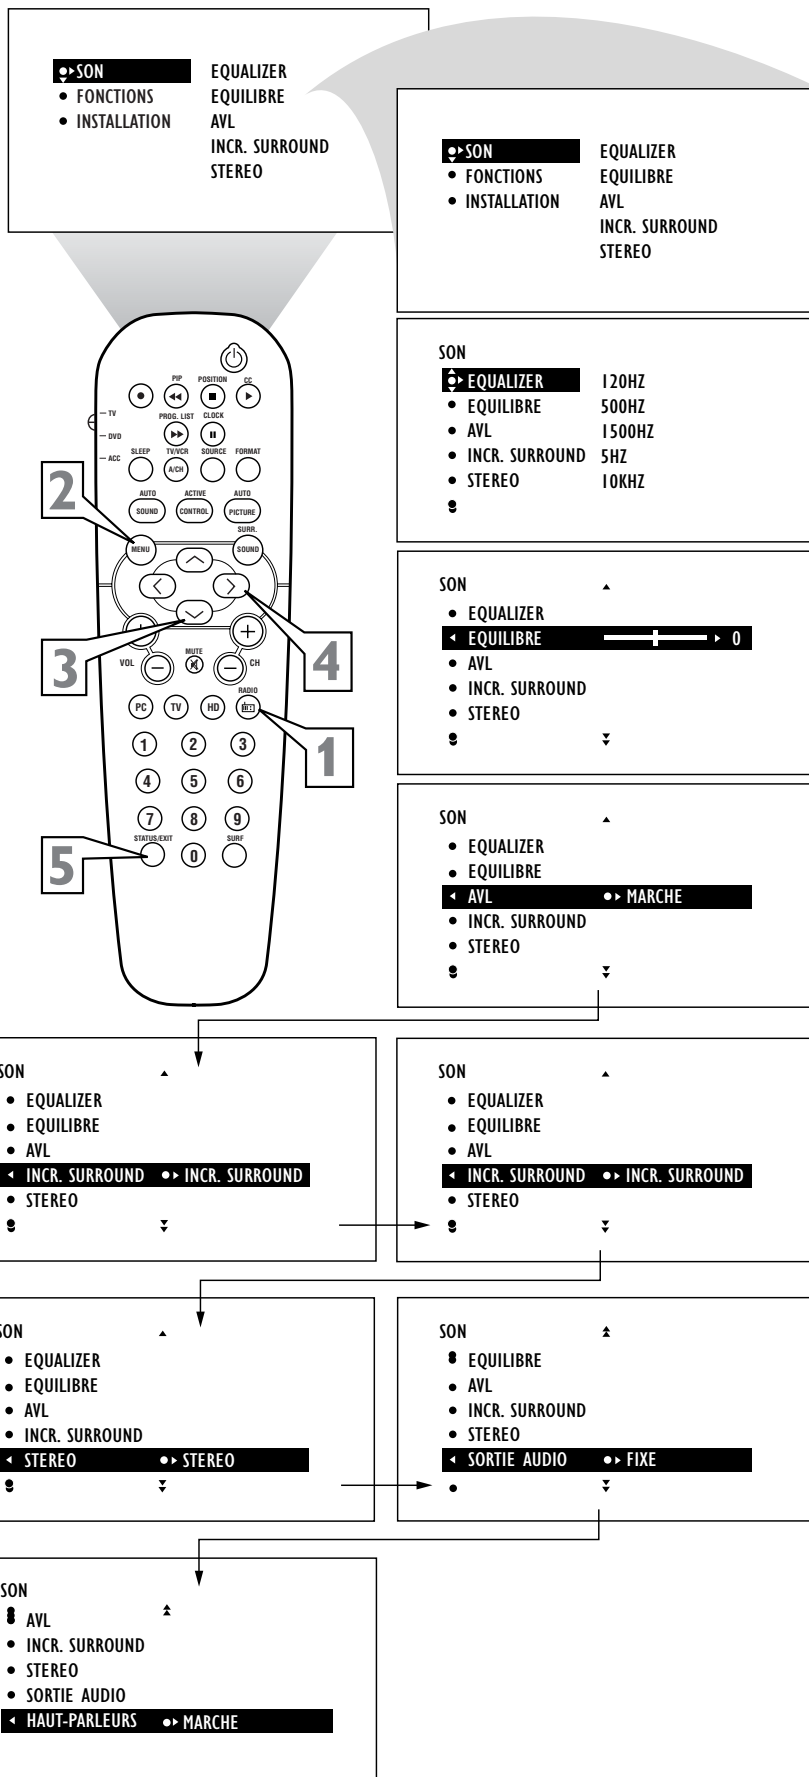 SON EQUALIZER
FONCTIONS EQUILIBRE
INSTALLATION AVL
INCR. SURROUND
STEREO
SON EQUALIZER
FONCTIONS EQUILIBRE
INSTALLATION AVL
INCR. SURROUND
STEREO
SON
EQUALIZER 120HZ
EQUILIBRE 500HZ
AVL 1500HZ
INCR. SURROUND 5HZ
STEREO 10KHZ
SON
EQUALIZER
EQUILIBRE 0
AVL
INCR. SURROUND
STEREO
SON
EQUALIZER
EQUILIBRE
AVL MARCHE
INCR. SURROUND
STEREO
PIP POSITION CC
TV
PROG. LIST CLOCK
DVD
ACC
SLEEP TV/VCR SOURCE FORMAT
A/CH
AUTO ACTIVE AUTO
SOUND CONTROL PICTURE
SURR.
MENU SOUND
2
3
4
MUTE
VOL CH
RADIO
PC TV HD
1
1 2 3
4 5 6
7 8 9
STATUS/EXIT SURF
0
5
SON
EQUALIZER
EQUILIBRE
AVL
INCR. SURROUND INCR. SURROUND
STEREO
SON
EQUALIZER
EQUILIBRE
AVL
INCR. SURROUND INCR. SURROUND
STEREO
SON
EQUALIZER
EQUILIBRE
AVL
INCR. SURROUND
STEREO STEREO
SON
EQUILIBRE
AVL
INCR. SURROUND
STEREO
SORTIE AUDIO FIXE
SON
AVL
INCR. SURROUND
STEREO
SORTIE AUDIO
HAUT-PARLEURS MARCHE